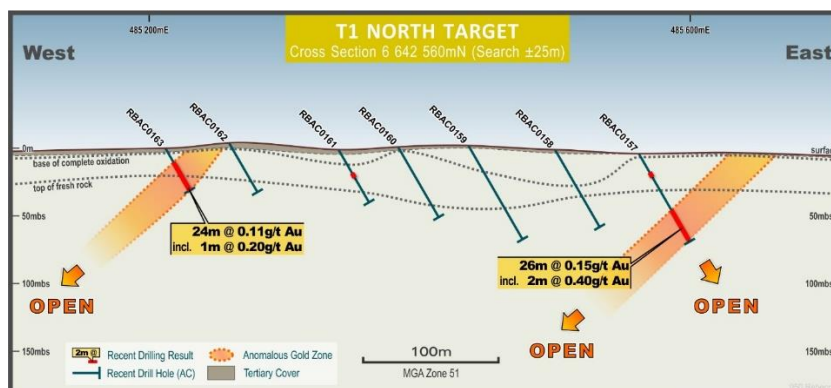 T1 NORTH TARGET
Cross Section 6 642 560mN (Search ±25m)
485 200mE
485 600mE
West
East
RBAC0163
RBAC0162
RBAC0161
RBAC0160
RBAC0159
RBAC0158
RBAC0157
0m
surface
base of complete oxidation
top of fresh rock
50mbs
50mbs
24m @ 0.11g/t Au
incl. 1m @ 0.20g/t Au
26m @ 0.15g/t Au
incl. 2m @ 0.40g/t Au
100mbs
100mbs
OPEN
OPEN
OPEN
2m @
Recent Drilling Result
Anomalous Gold Zone
Recent Drill Hole (AC)
Tertiary Cover
100m
MGA Zone 51
150mbs
150mbs